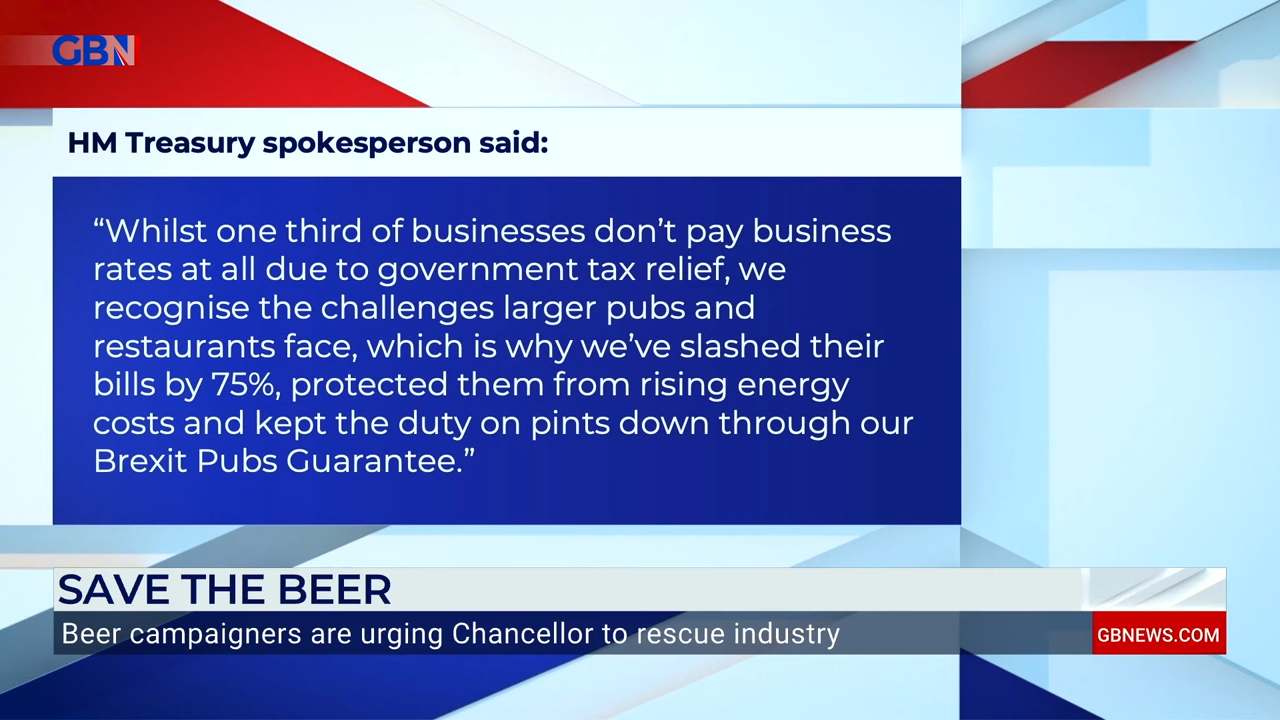 GBN
HM Treasury spokesperson said:
“Whilst one third of businesses don’t pay business
rates at all due to government tax relief, we
recognise the challenges larger pubs and
restaurants face, which is why we’ve slashed their
bills by 75%, protected them from rising energy
costs and kept the duty on pints down through our
Brexit Pubs Guarantee.”
SAVE THE BEER
Beer campaigners are urging Chancellor to rescue industry
GBNEWS.COM